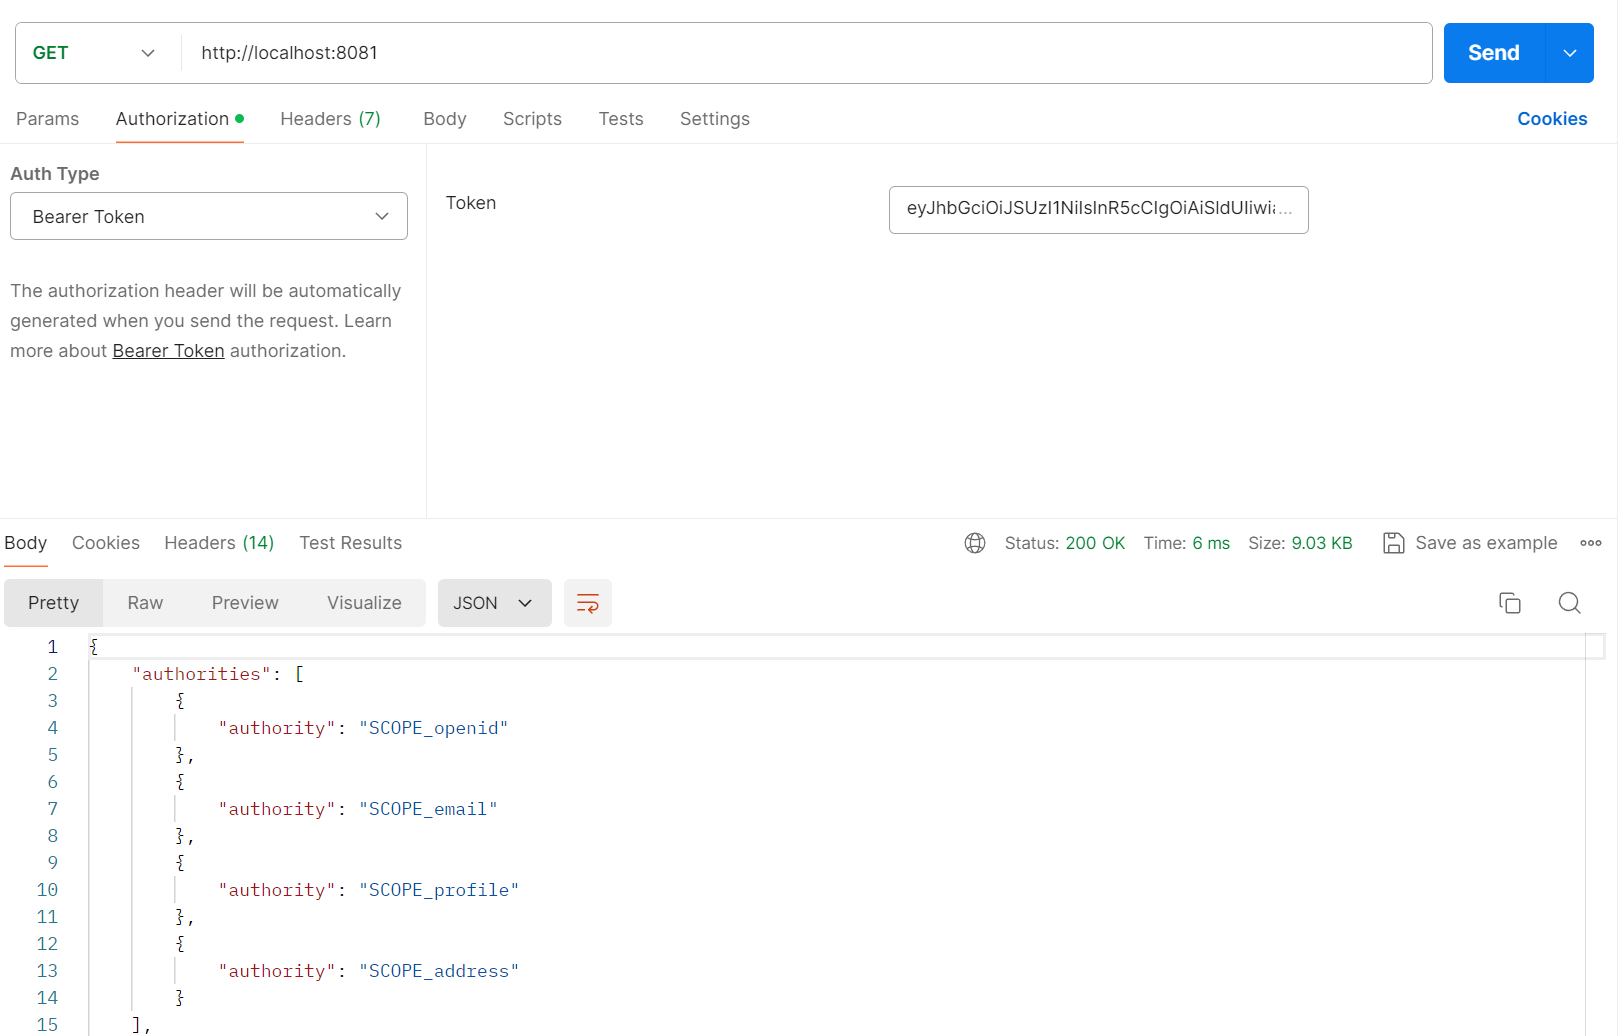 GET http://localhost:8081 Send
Params Authorization Headers (7) Body Scripts Tests Settings Cookies
Auth Type
Bearer Token
The authorization header will be automatically
generated when you send the request. Learn
more about Bearer Token authorization.
Token
Body Cookies Headers (14) Test Results Status: 200 OK Time: 6 ms Size: 9.03 KB Save as example
Pretty Raw Preview Visualize JSON
1 {
2 "authorities": [
3 {
4 "authority": "SCOPE_openid"
5 },
6 {
7 "authority": "SCOPE_email"
8 },
9 {
10 "authority": "SCOPE_profile"
11 },
12 {
13 "authority": "SCOPE_address"
14 }
15 ],